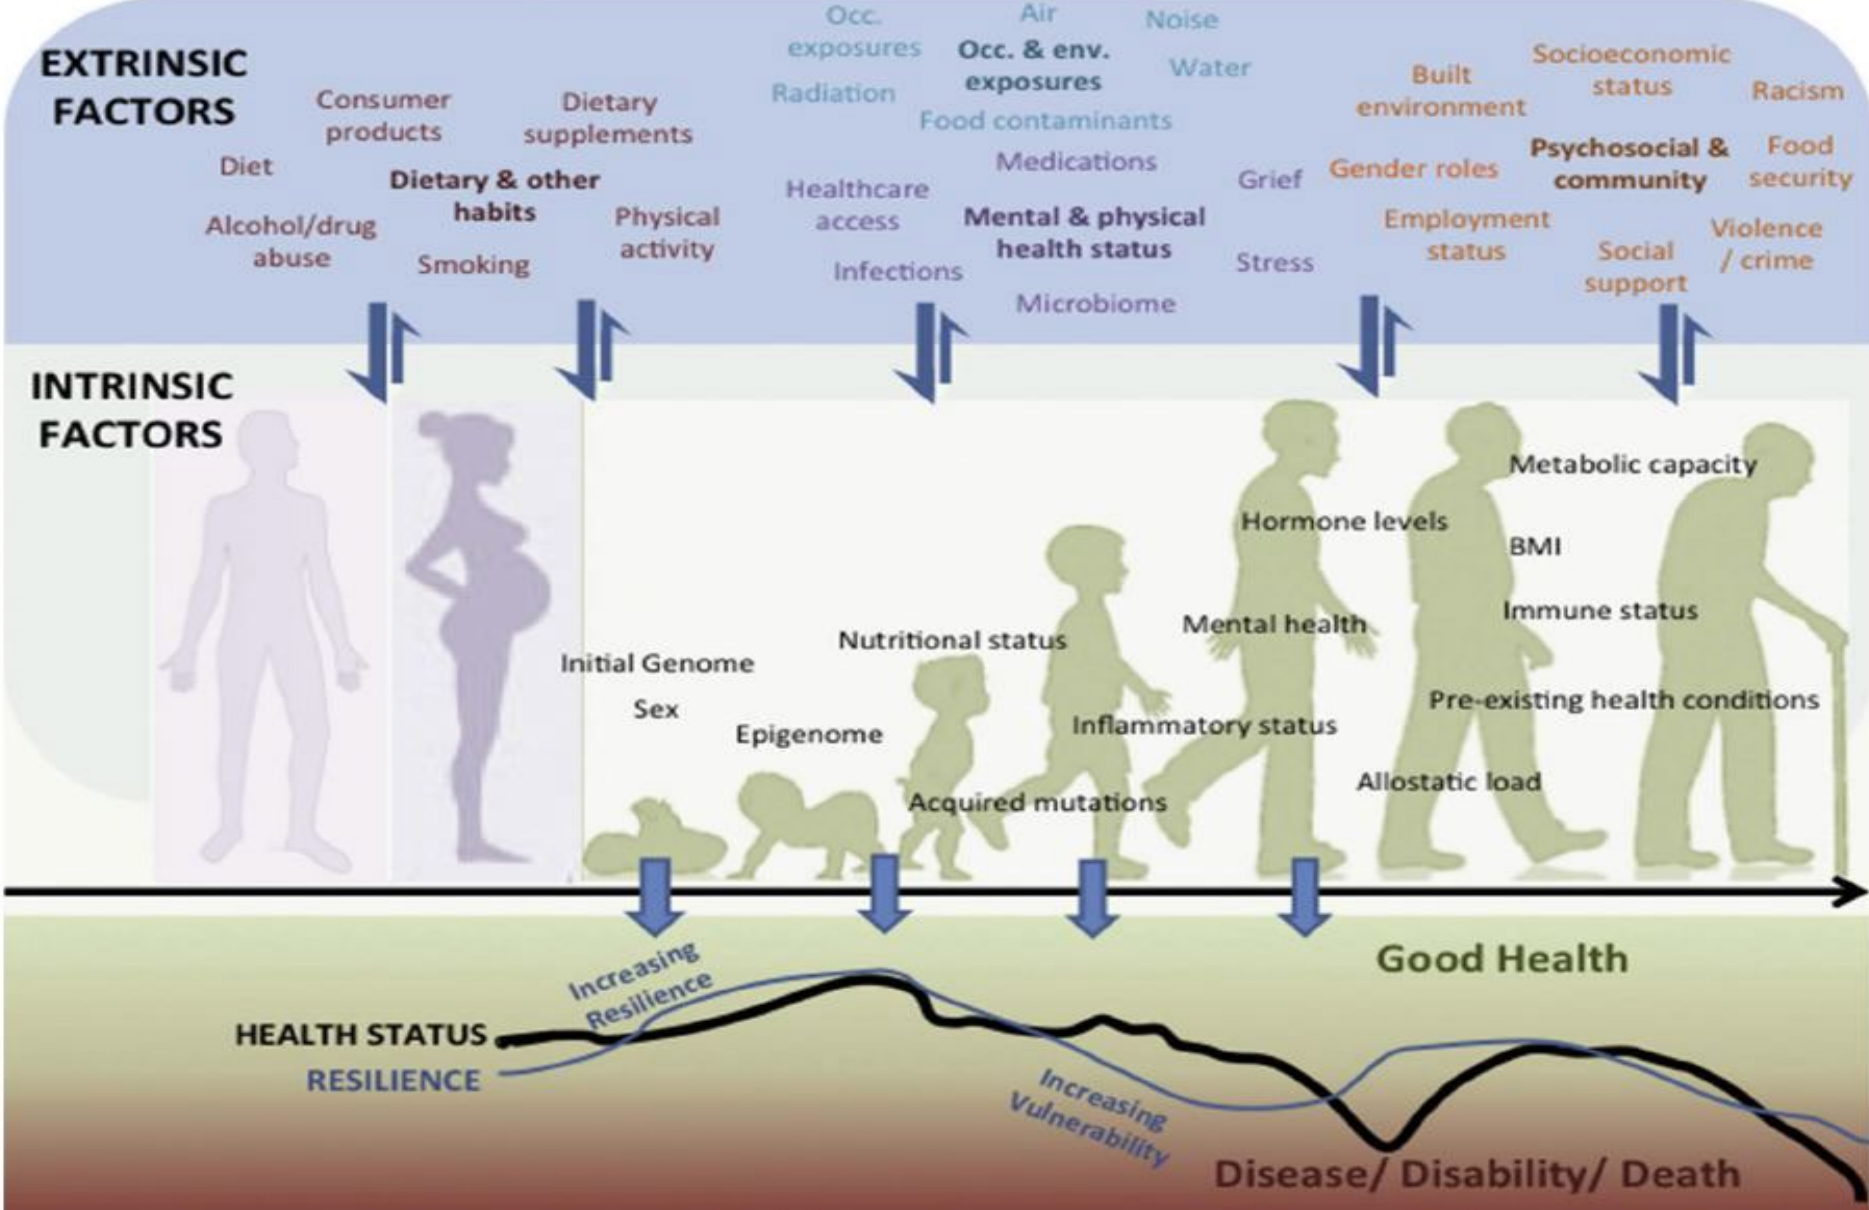 EXTRINSIC
FACTORS
Consumer
products
Dietary
supplements
Diet
Dietary & other
habits
Alcohol/drug
abuse
Smoking
Physical
activity
Occ.
exposures
Air
Noise
Occ. & env.
exposures
Water
Radiation
Food contaminants
Medications
Healthcare
access
Grief
Mental & physical
health status
Infections
Stress
Microbiome
Built
environment
Socioeconomic
status
Racism
Gender roles
Psychosocial &
community
Food
security
Employment
status
Social
support
Violence
/ crime
INTRINSIC
FACTORS
Metabolic capacity
Hormone levels
BMI
Immune status
Mental health
Nutritional status
Initial Genome
Sex
Epigenome
Pre-existing health conditions
Inflammatory status
Allostatic load
Acquired mutations
Increasing
Resilience
Good Health
HEALTH STATUS
RESILIENCE
Increasing
Vulnerability
Disease/ Disability/ Death